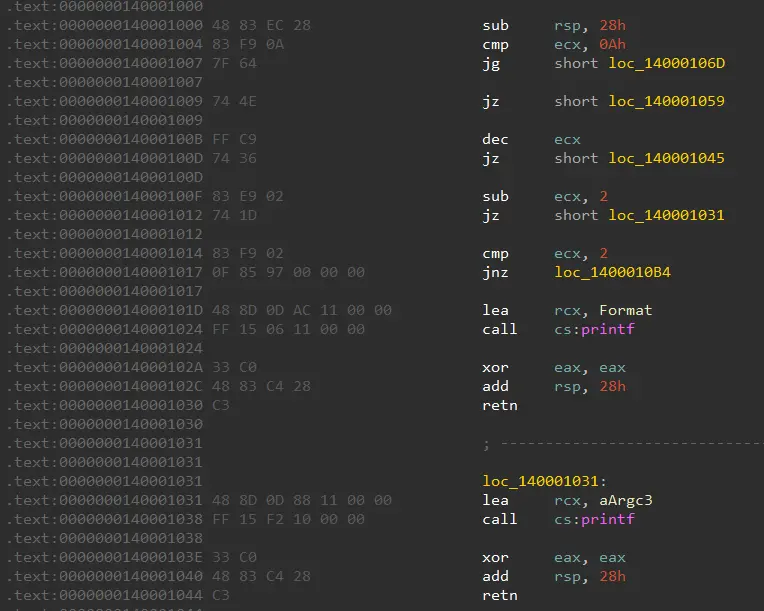 .text:0000000140001000
.text:0000000140001000 48 83 EC 28 sub rsp, 28h
.text:0000000140001004 83 F9 0A cmp ecx, 0Ah
.text:0000000140001007 7F 64 jg short loc_14000106D
.text:0000000140001007
.text:0000000140001009 74 4E jz short loc_140001059
.text:0000000140001009
.text:000000014000100B FF C9 dec ecx
.text:000000014000100D 74 36 jz short loc_140001045
.text:000000014000100D
.text:000000014000100F 83 E9 02 sub ecx, 2
.text:0000000140001012 74 1D jz short loc_140001031
.text:0000000140001012
.text:0000000140001014 83 F9 02 cmp ecx, 2
.text:0000000140001017 0F 85 97 00 00 00 jnz loc_1400010B4
.text:0000000140001017
.text:000000014000101D 48 8D 0D AC 11 00 00 lea rcx, Format
.text:0000000140001024 FF 15 06 11 00 00 call cs:printf
.text:0000000140001024
.text:000000014000102A 33 C0 xor eax, eax
.text:000000014000102C 48 83 C4 28 add rsp, 28h
.text:0000000140001030 C3 retn
.text:0000000140001030
.text:0000000140001031 ; -----------------------------
.text:0000000140001031
.text:0000000140001031 loc_140001031:
.text:0000000140001031 48 8D 0D 88 11 00 00 lea rcx, aArgc3
.text:0000000140001038 FF 15 F2 10 00 00 call cs:printf
.text:0000000140001038
.text:000000014000103E 33 C0 xor eax, eax
.text:0000000140001040 48 83 C4 28 add rsp, 28h
.text:0000000140001044 C3 retn